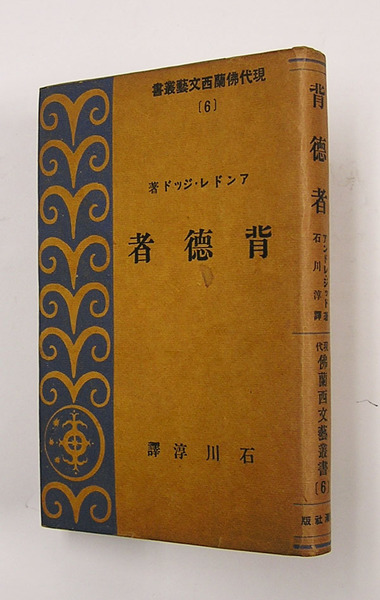 現代佛蘭西文藝叢書
〔6〕
アンドレ・ジッド著
背德者
石川淳譯
背德者
アンドレ・ジッド著
石川淳譯
現代
佛蘭西文藝叢書
〔6〕
社版